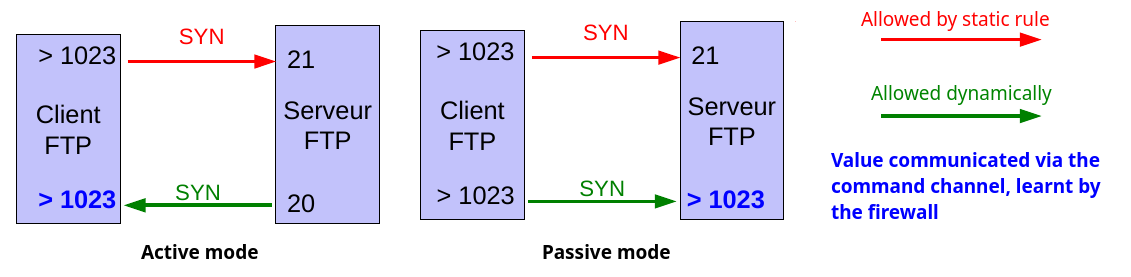 > 1023
SYN
21
Client
FTP
Serveur
FTP
> 1023
SYN
20
Active mode
> 1023
SYN
21
Client
FTP
Serveur
FTP
> 1023
SYN
> 1023
Passive mode
Allowed by static rule
Allowed dynamically
Value communicated via the
command channel, learnt by
the firewall